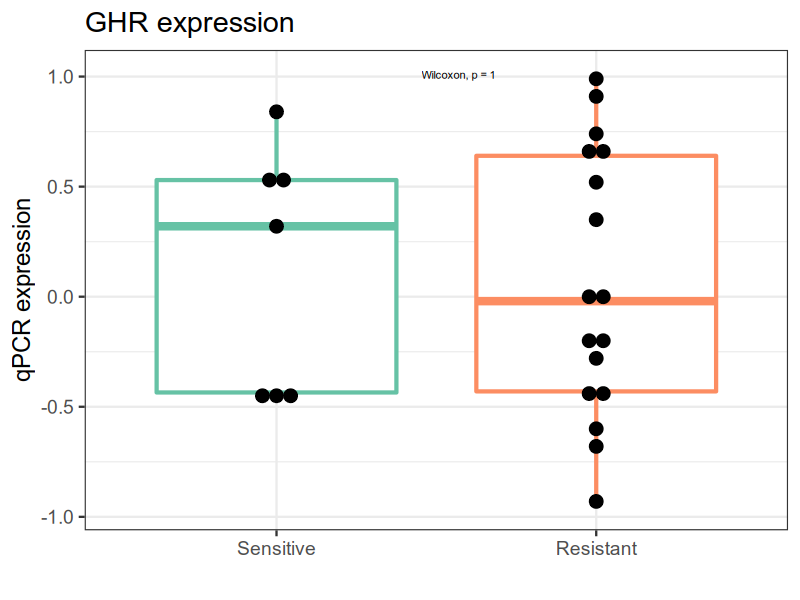 GHR expression
Wilcoxon, p = 1
1.0
0.5
0.0
-0.5
-1.0
qPCR expression
Sensitive
Resistant